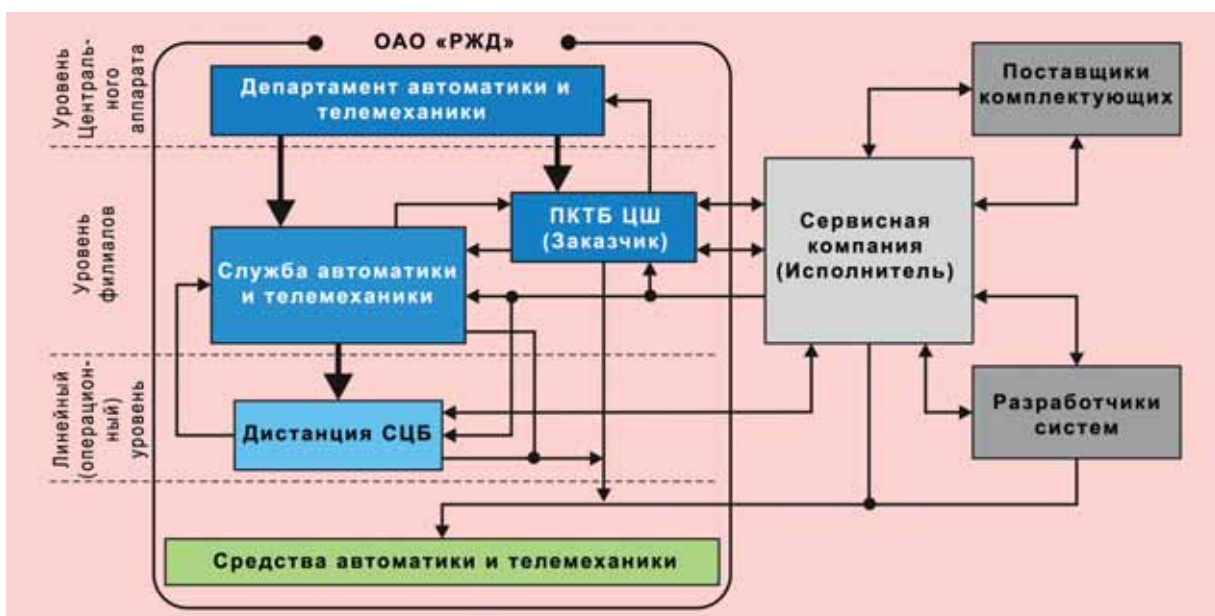 ОАО «РЖД»
Уровень
Централь-
ного
аппарата
Департамент автоматики и
телемеханики
Поставщики
комплектующих
Уровень
филиалов
ПКТБ ЦШ
(Заказчик)
Сервисная
компания
(Исполнитель)
Служба автоматики
и телемеханики
Линейный
(операцион-
ный)
уровень
Дистанция СЦБ
Разработчики
систем
Средства автоматики и телемеханики